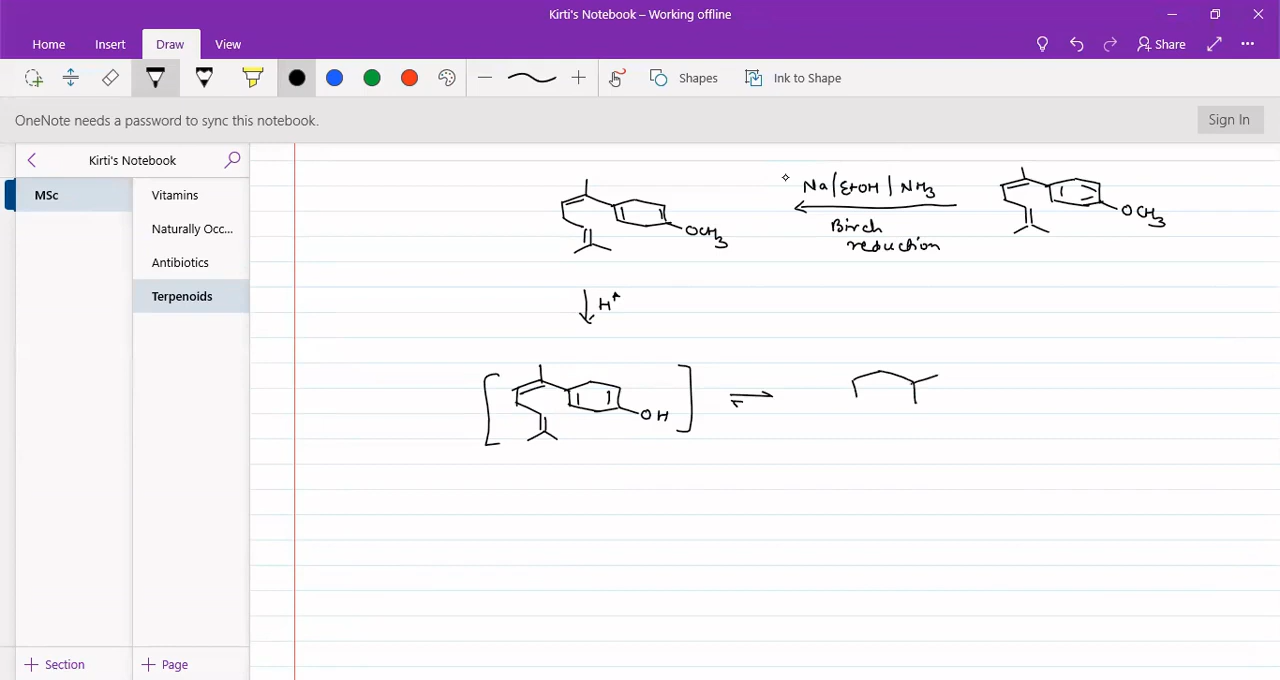 Kirti's Notebook – Working offline
Home Insert Draw View
Share
Shapes Ink to Shape
OneNote needs a password to sync this notebook.
Sign In
Kirti's Notebook
MSc
Vitamins
Naturally Occ...
Antibiotics
Terpenoids
Na/EtOH/NH3
Birch
reduction
OCH3
OCH3
H+
OH
Section
Page